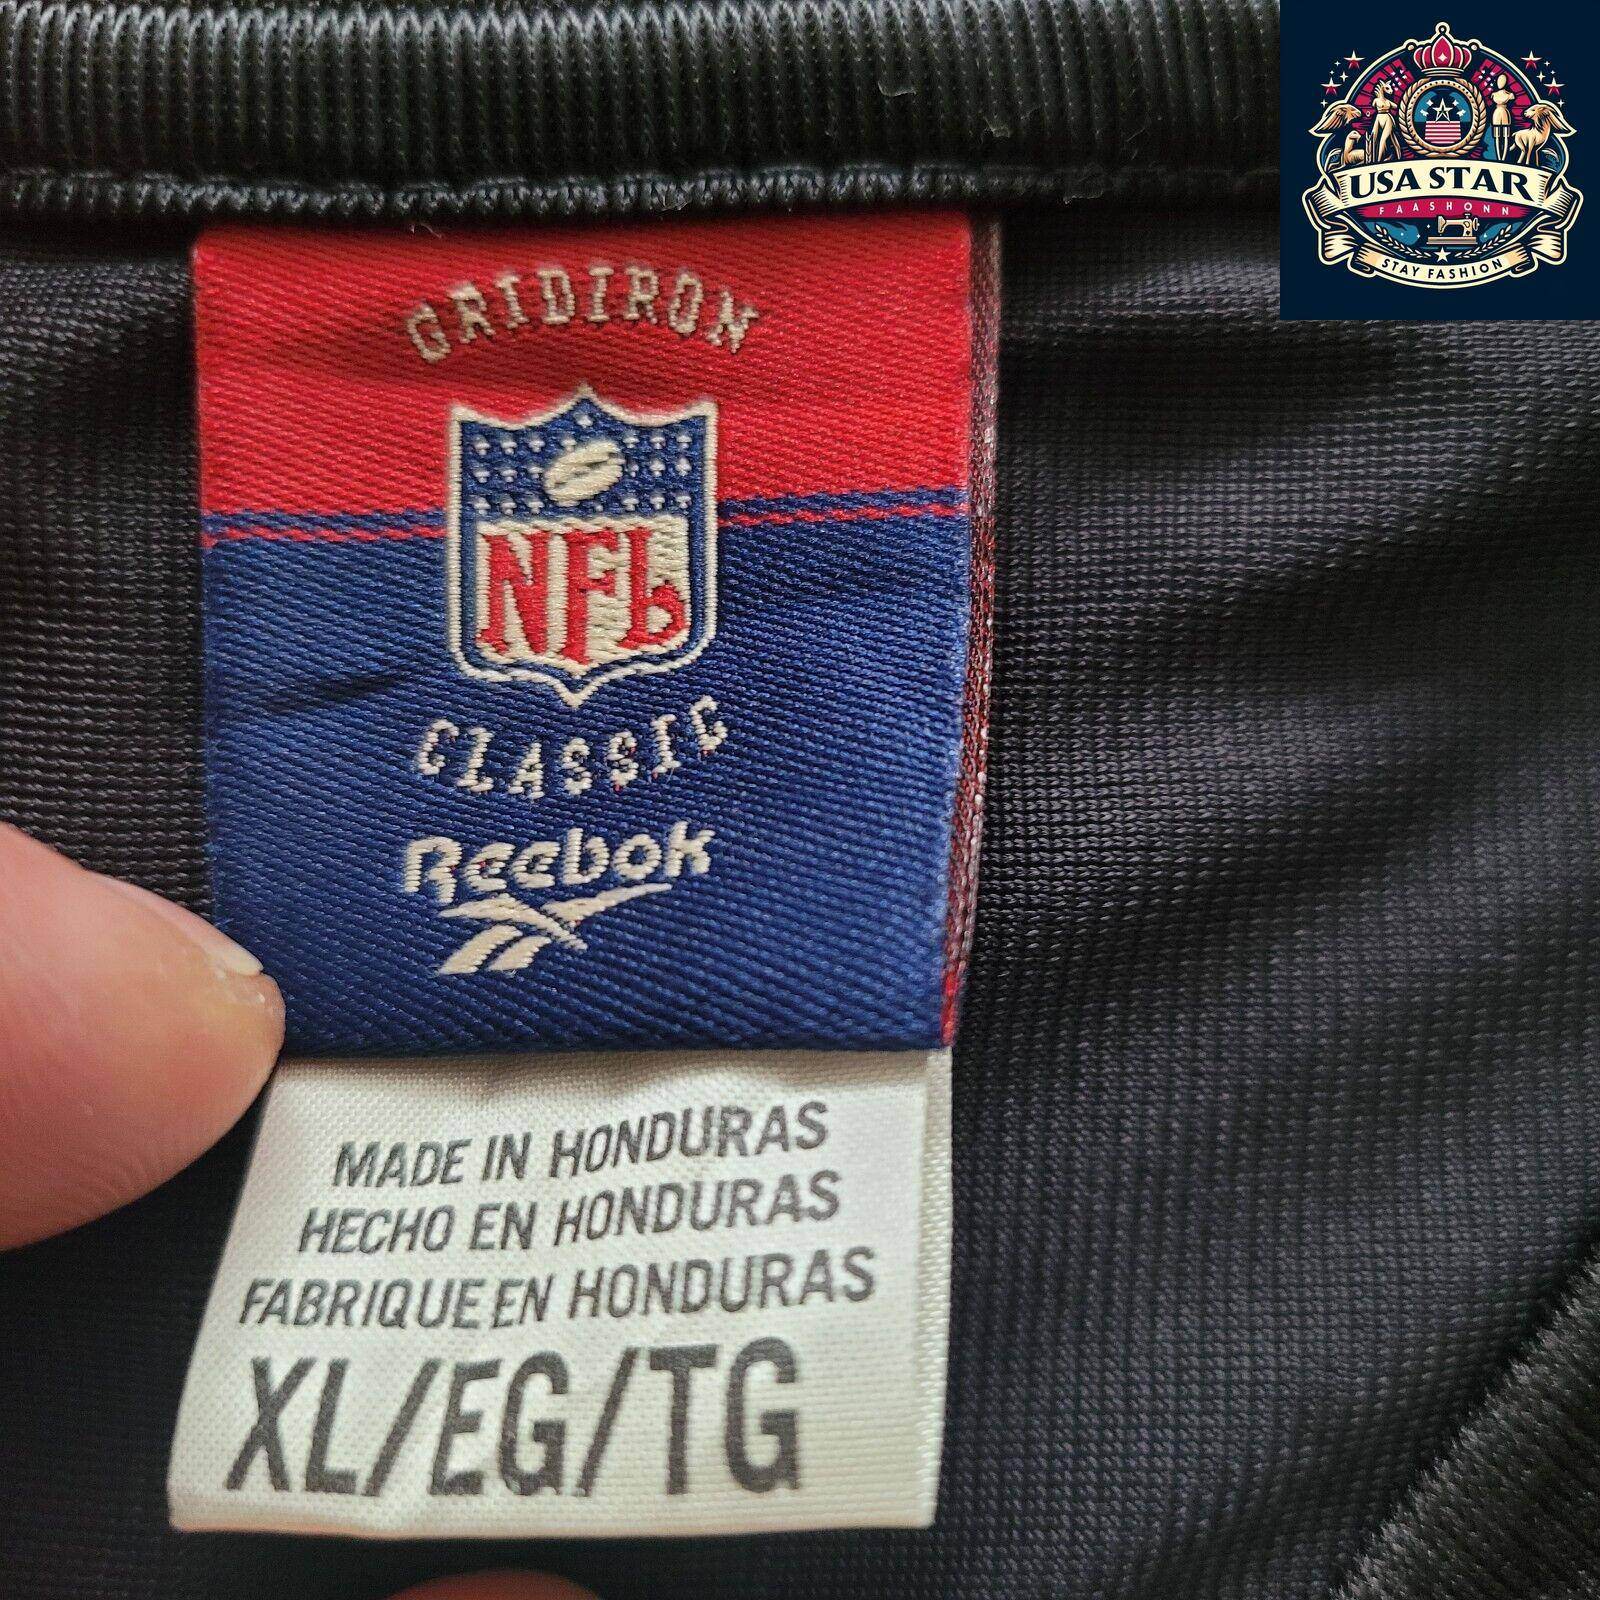 USA STAR
FAASHONN
STAY FASHION
GRIDIRON
NFL
CLASSIC
Reebok
MADE IN HONDURAS
HECHO EN HONDURAS
FABRIQUE EN HONDURAS
XL/EG/TG